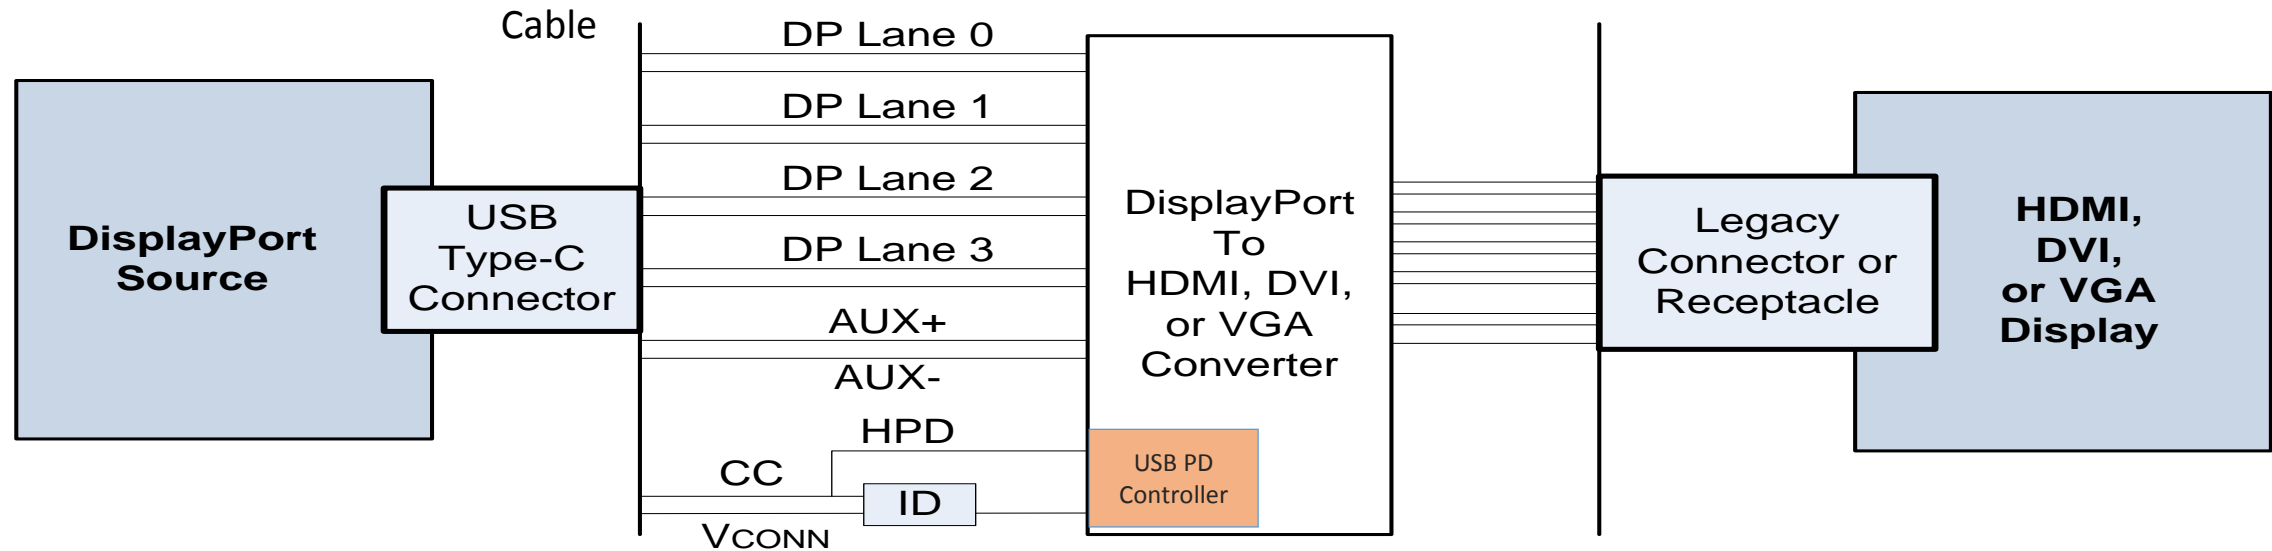 Cable
DisplayPort
Source
USB
Type-C
Connector
DP Lane 0
DP Lane 1
DP Lane 2
DP Lane 3
AUX+
AUX-
HPD
CC
ID
VCONN
DisplayPort
To
HDMI, DVI,
or VGA
Converter
USB PD
Controller
Legacy
Connector or
Receptacle
HDMI,
DVI,
or VGA
Display